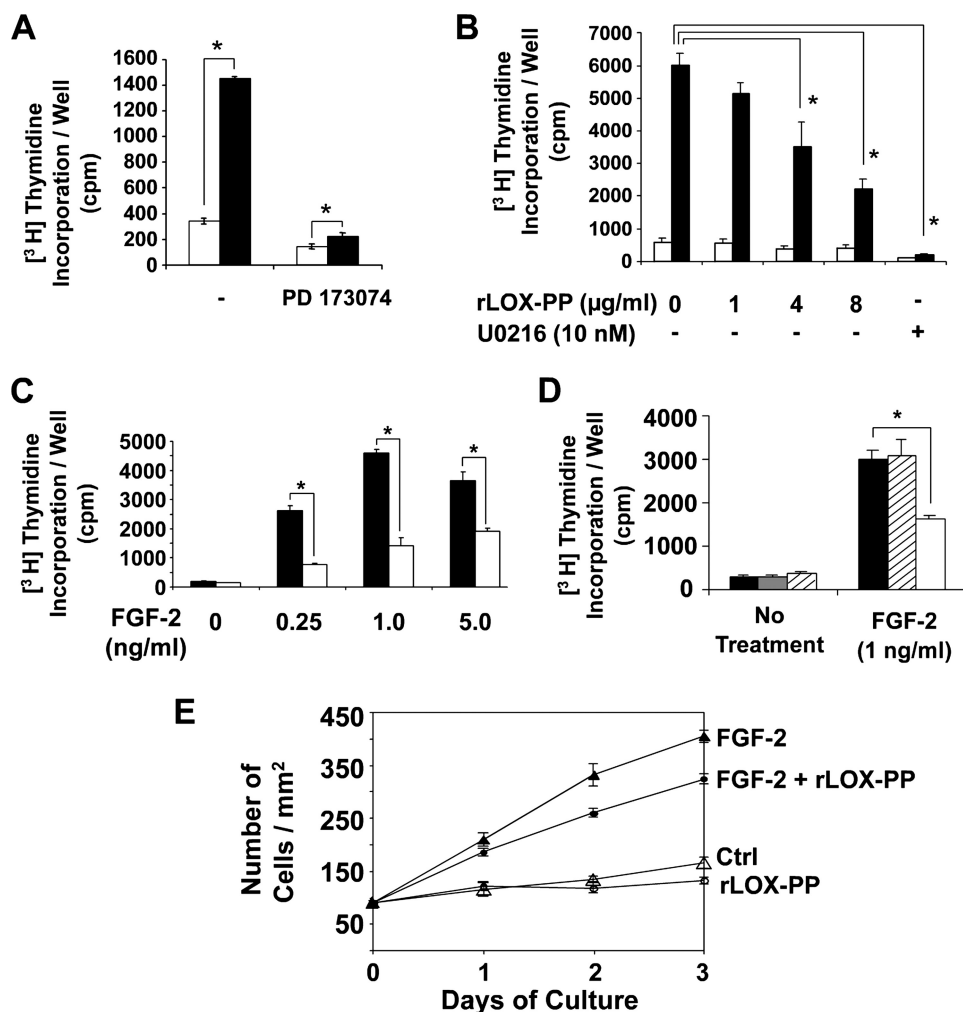 A
[³ H] Thymidine
Incorporation / Well
(cpm)
1600
1400
1200
1000
800
600
400
200
0
*
*
-
PD 173074
B
[³ H] Thymidine
Incorporation / Well
(cpm)
7000
6000
5000
4000
3000
2000
1000
0
*
*
*
rLOX-PP (µg/ml) 0 1 4 8 -
U0216 (10 nM) - - - - +
C
[³ H] Thymidine
Incorporation / Well
(cpm)
5000
4000
3000
2000
1000
0
*
*
*
FGF-2 0 0.25 1.0 5.0
(ng/ml)
D
[³ H] Thymidine
Incorporation / Well
(cpm)
4000
3000
2000
1000
0
*
No
Treatment
FGF-2
(1 ng/ml)
E
Number of
Cells / mm²
450
350
250
150
50
FGF-2
FGF-2 + rLOX-PP
Ctrl
rLOX-PP
0 1 2 3
Days of Culture